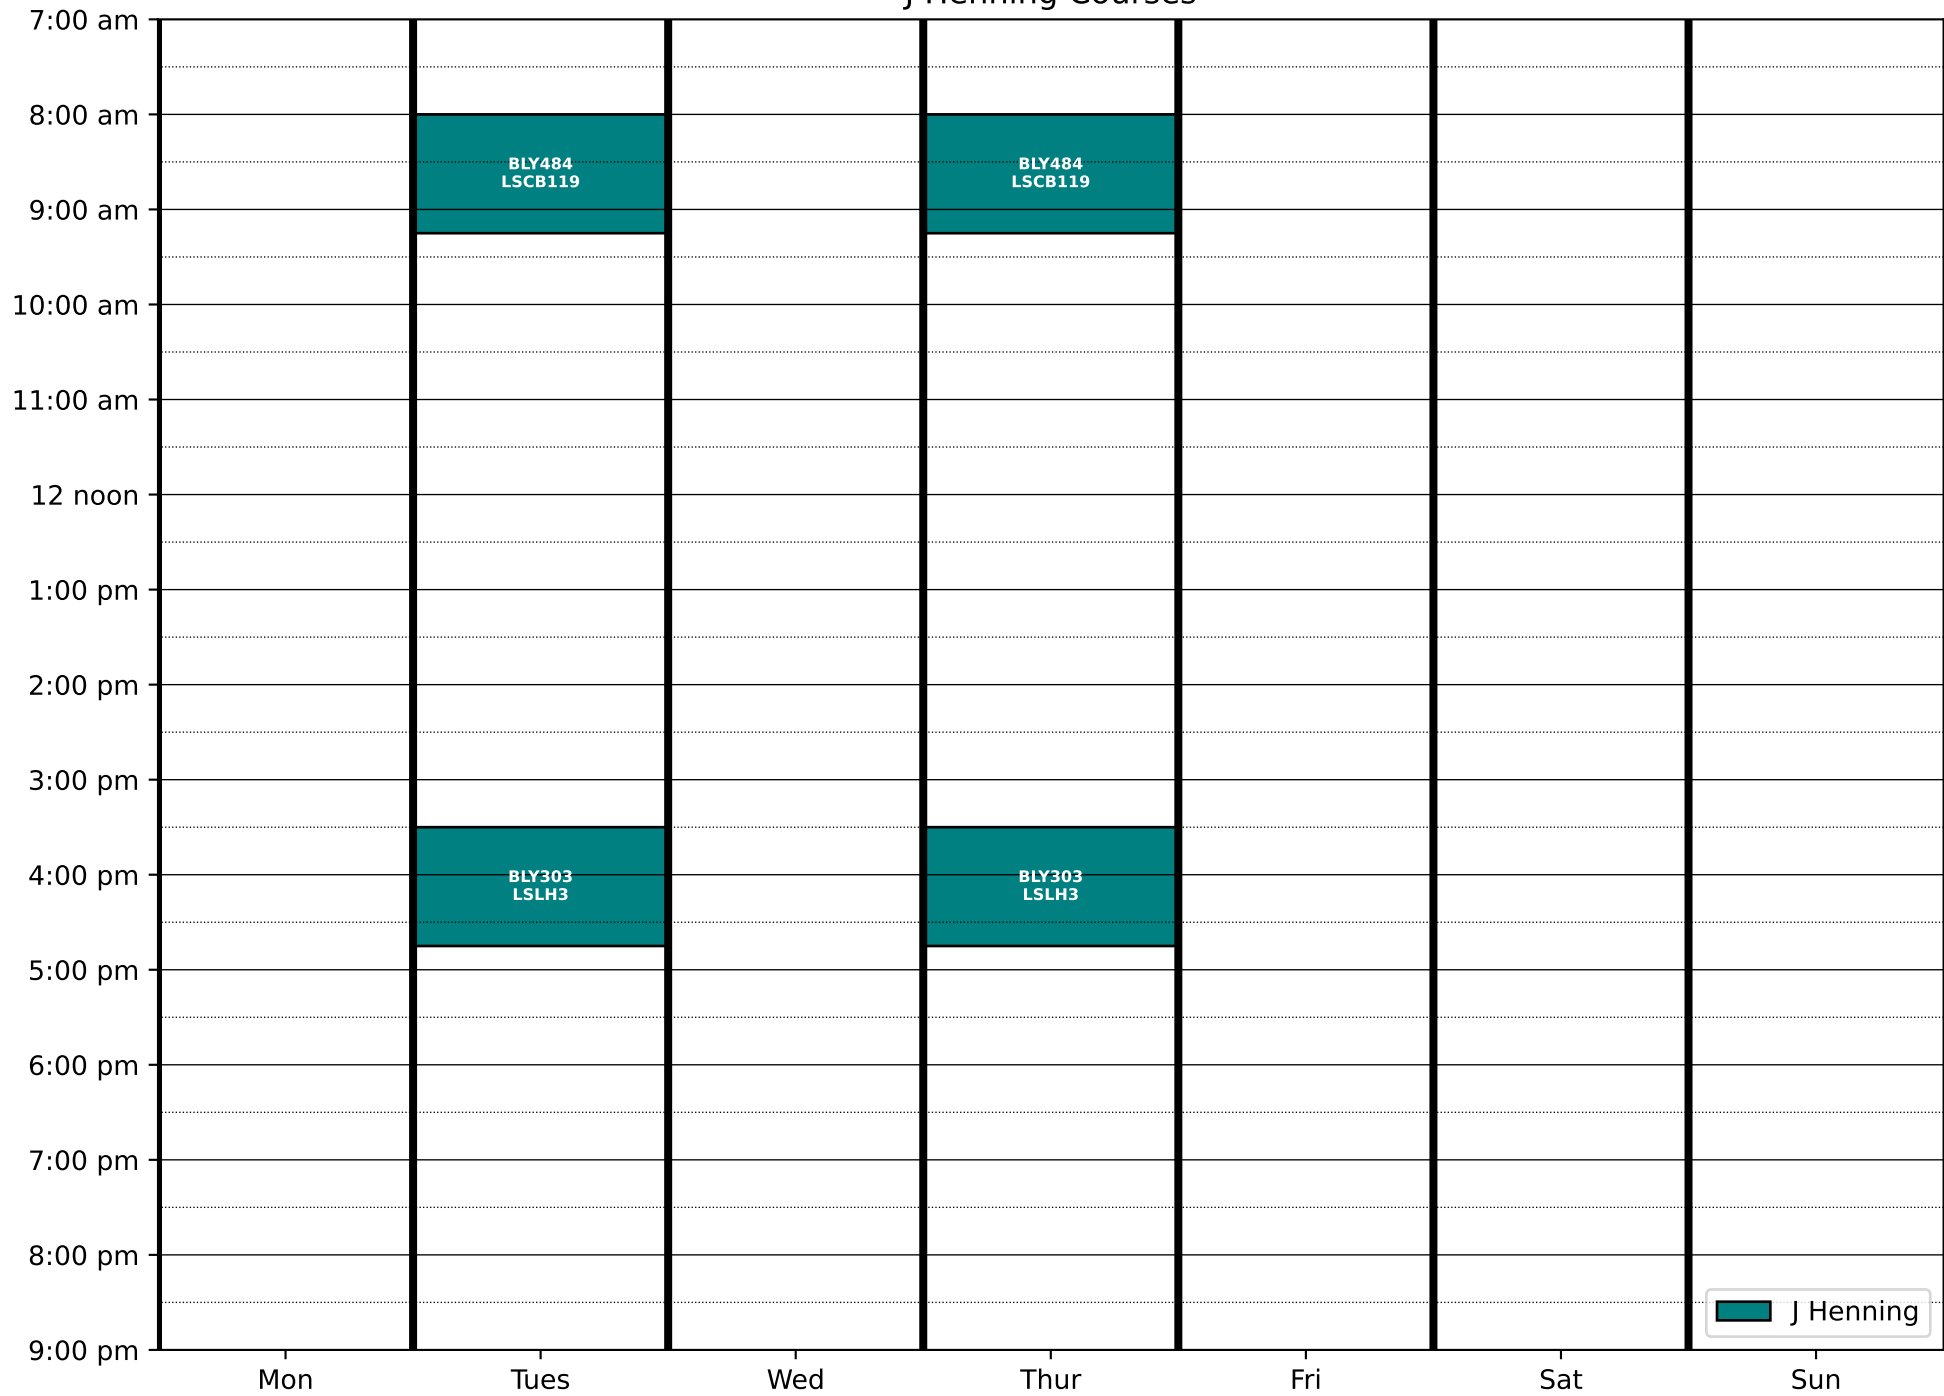 J Henning Courses
7:00 am
8:00 am
BLY484
LSCB119
BLY484
LSCB119
9:00 am
10:00 am
11:00 am
12 noon
1:00 pm
2:00 pm
3:00 pm
4:00 pm
BLY303
LSLH3
BLY303
LSLH3
5:00 pm
6:00 pm
7:00 pm
8:00 pm
J Henning
9:00 pm
Mon Tues Wed Thur Fri Sat Sun